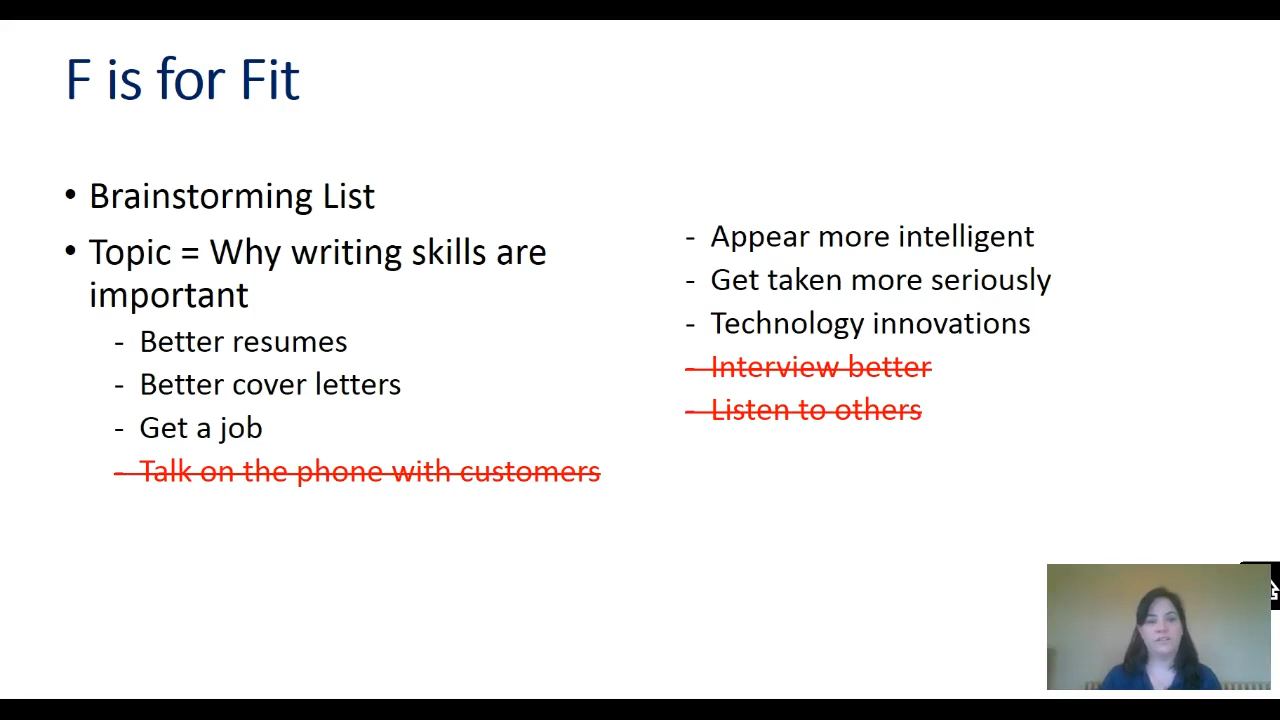 F is for Fit
• Brainstorming List
• Topic = Why writing skills are
important
- Better resumes
- Better cover letters
- Get a job
- Talk on the phone with customers
- Appear more intelligent
- Get taken more seriously
- Technology innovations
- Interview better
- Listen to others